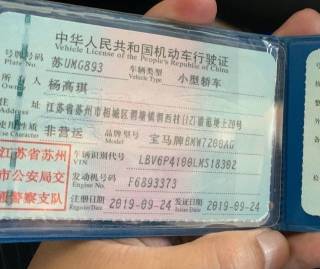 中华人民共和国机动车行驶证
Vehicle License of the People's Republic of China
号牌号码 苏UMG893 车辆类型 小型轿车
Plate No. Vehicle Type
所有人 杨高琪
Owner
江苏省苏州市相城区
使用性质 非营运 品牌型号 宝马牌BMW7200AG
Use Character Model
车辆识别代号 LBV6P4100LMS18302
VIN
发动机号码 F6893373
Engine No.
注册日期 2019-09-24 发证日期 2019-09-24
Register Date Issue Date
江苏省苏州
市公安局交
通警察支队